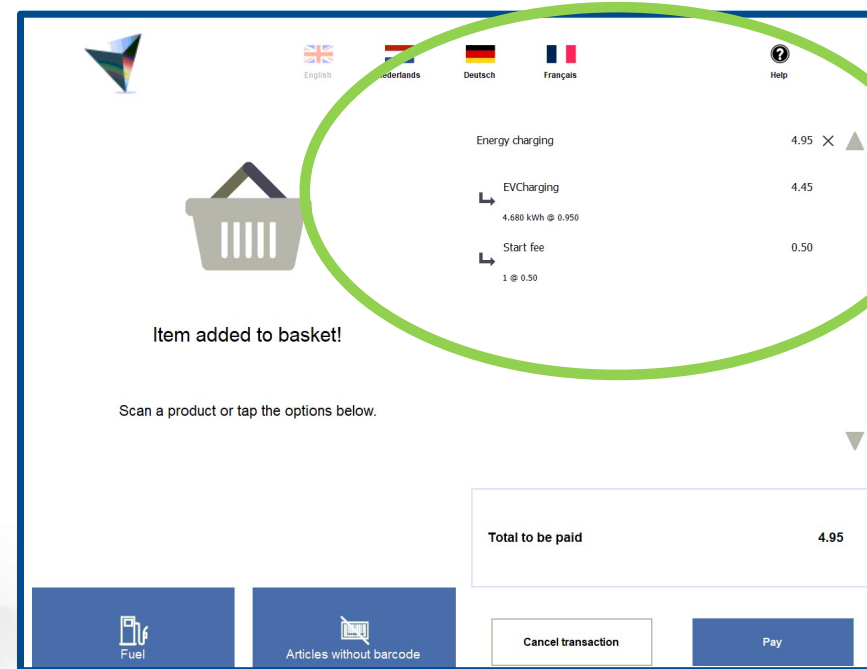 English
Nederlands
Deutsch
Français
Help
Energy charging 4.95
EVCharging 4.45
4.680 kWh @ 0.950
Start fee 0.50
1 @ 0.50
Item added to basket!
Scan a product or tap the options below.
Total to be paid 4.95
Fuel
Articles without barcode
Cancel transaction
Pay